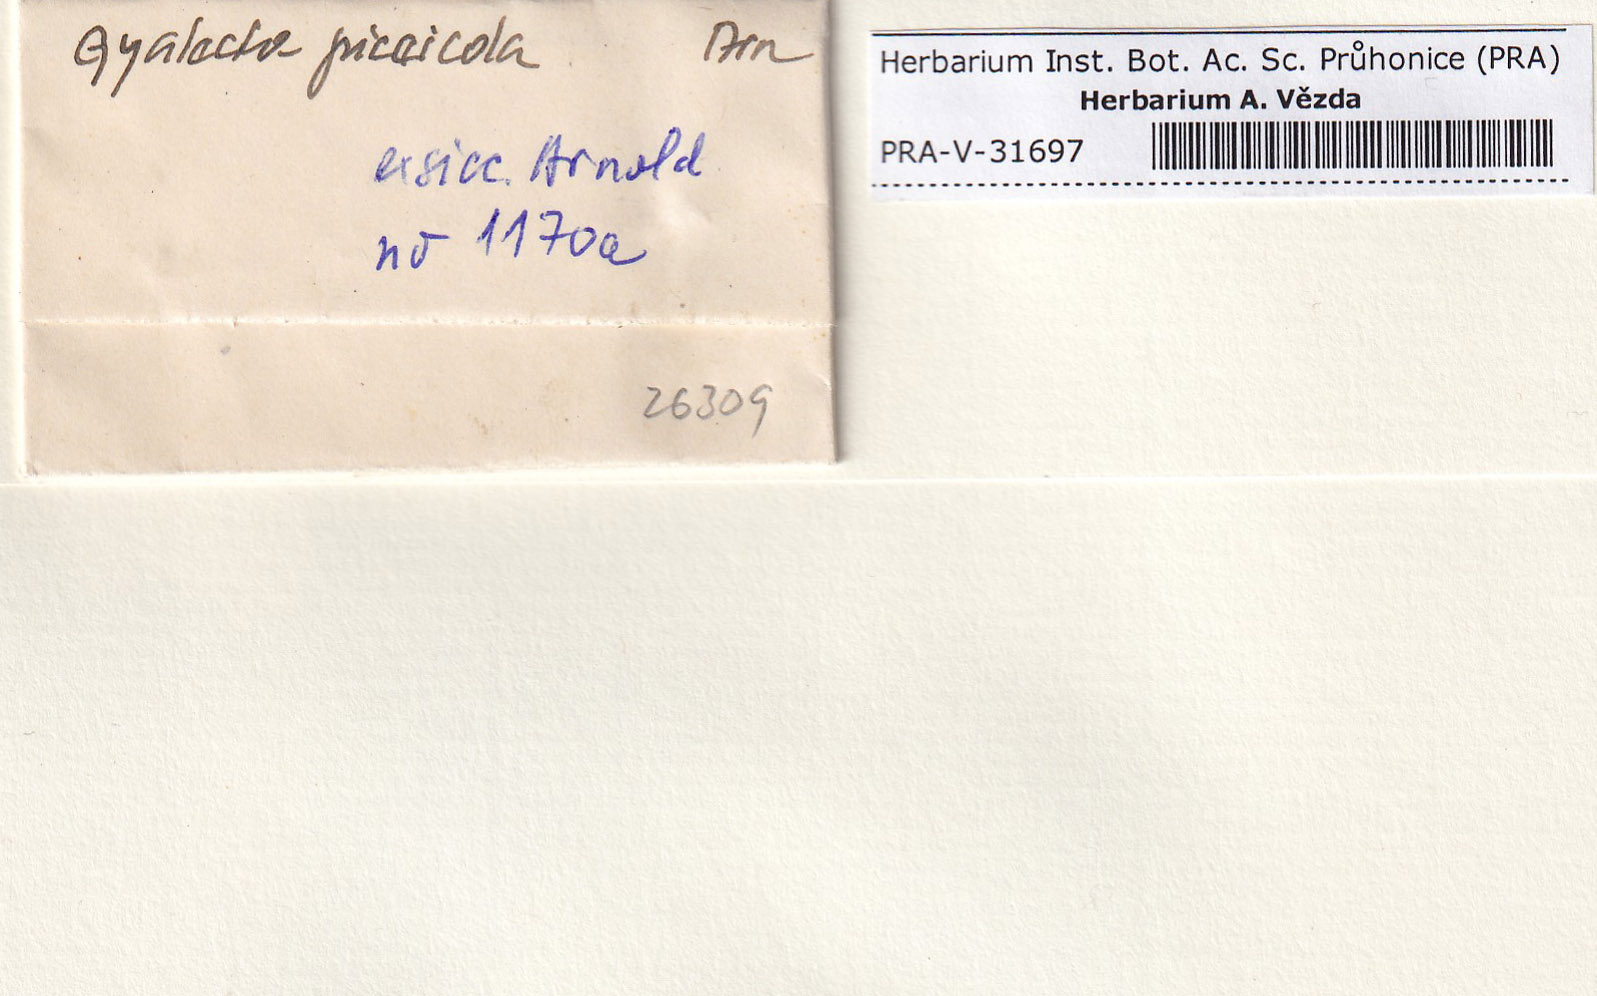 Gyalecta piceicola Arn
exsicc. Arnold
no 1170a
26309
Herbarium Inst. Bot. Ac. Sc. Průhonice (PRA)
Herbarium A. Vězda
PRA-V-31697